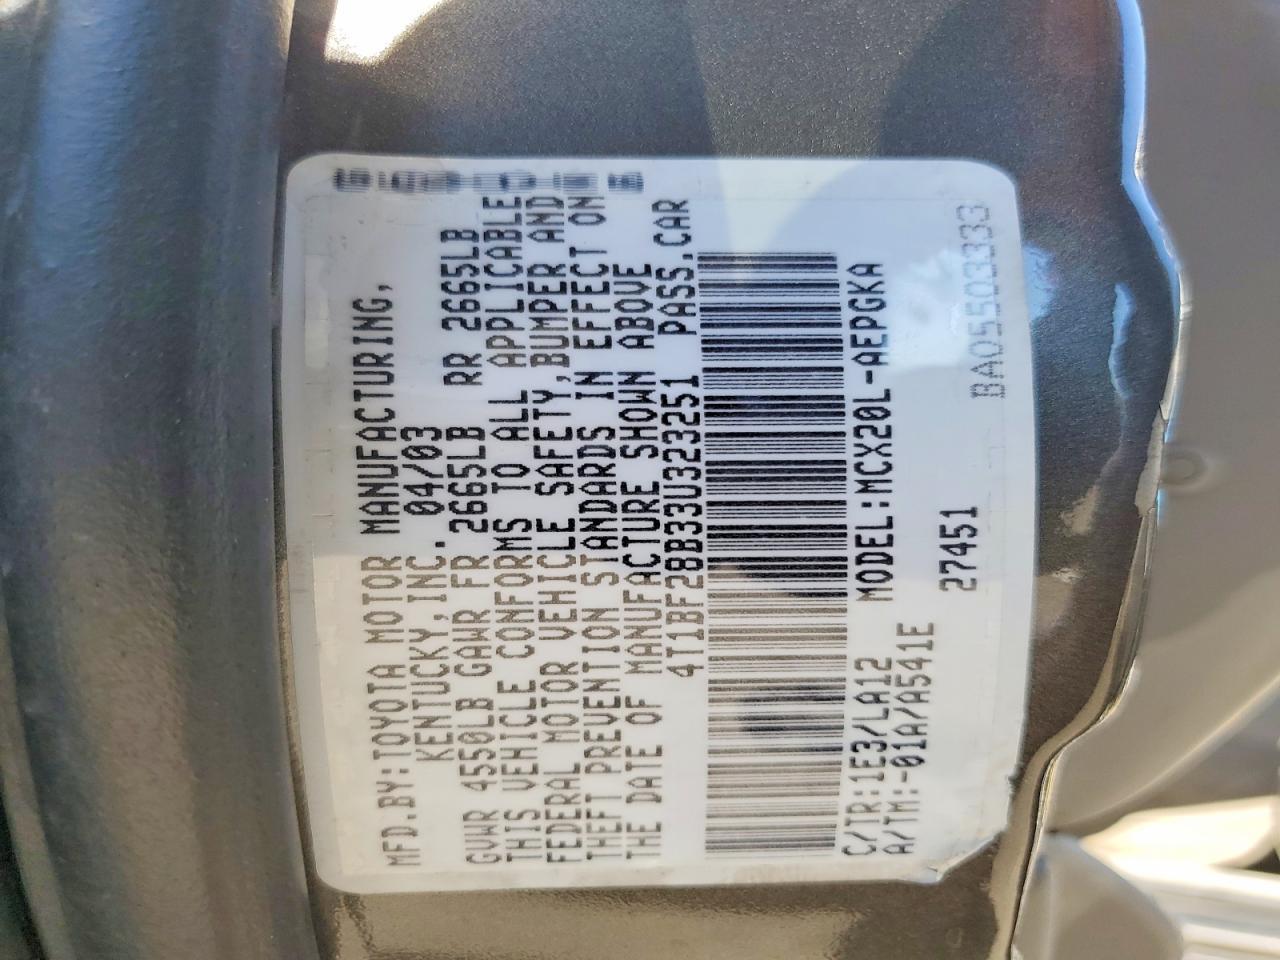 MFD.BY:TOYOTA MOTOR MANUFACTURING,
KENTUCKY,INC. 04/03
GVWR 4550LB GAWR FR 2665LB RR 2665LB
THIS VEHICLE CONFORMS TO ALL APPLICABLE
FEDERAL MOTOR VEHICLE SAFETY,BUMPER AND
THEFT PREVENTION STANDARDS IN EFFECT ON
THE DATE OF MANUFACTURE SHOWN ABOVE
4T1BF28B33U323251 PASS.CAR
C/TR:1E3/LA12 MODEL:MCX20L-AEPGKA
A/TM:-01A/A541E 27451
BA05503333